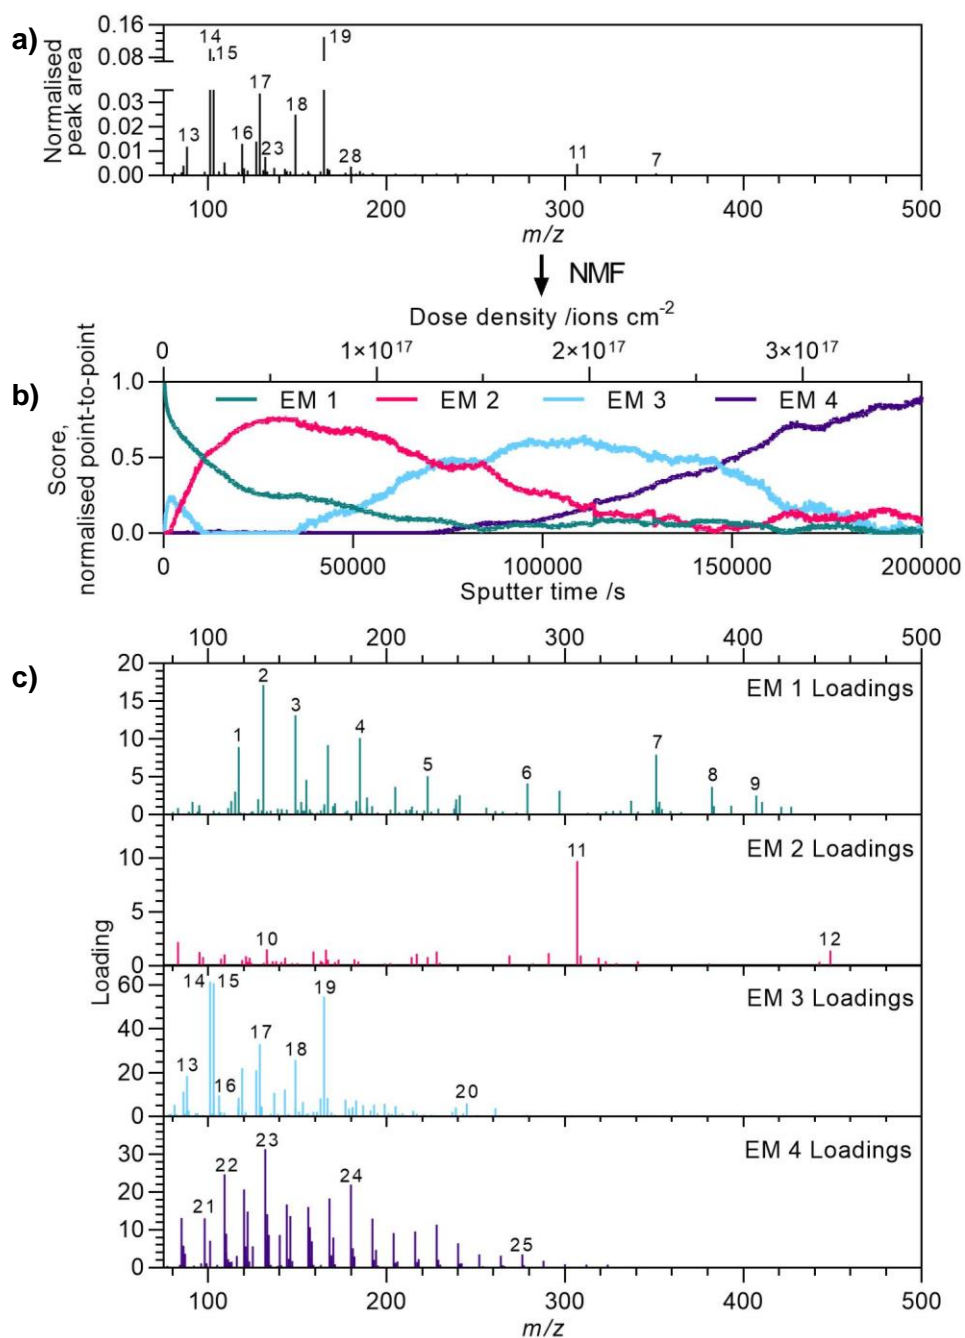 a)
Normalised
peak area
0.16
0.08
0.03
0.02
0.01
0.00
13
14
15
16
17
23
18
19
28
11
7
100 200 300 400 500
m/z
NMF
Dose density /ions cm⁻²
0 1×10¹⁷ 2×10¹⁷ 3×10¹⁷
b)
Score,
normalised point-to-point
1.0
0.5
0.0
EM 1 EM 2 EM 3 EM 4
0 50000 100000 150000 200000
Sputter time /s
100 200 300 400 500
c)
Loading
20
15
10
5
0
EM 1 Loadings
1
2
3
4
5
6
7
8
9
10
5
0
EM 2 Loadings
10
11
12
60
40
20
0
EM 3 Loadings
13
14
15
16
17
18
19
20
30
20
10
0
EM 4 Loadings
21
22
23
24
25
100 200 300 400 500
m/z